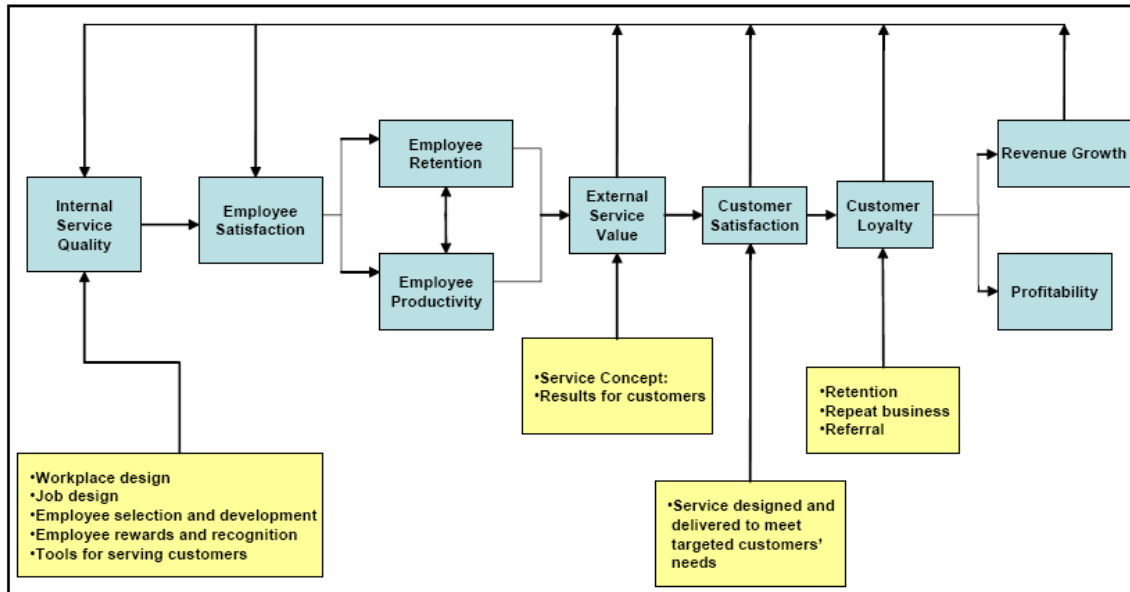 Internal
Service
Quality
Employee
Satisfaction
Employee
Retention
Employee
Productivity
External
Service
Value
Customer
Satisfaction
Customer
Loyalty
Revenue Growth
Profitability
•Workplace design
•Job design
•Employee selection and development
•Employee rewards and recognition
•Tools for serving customers
•Service Concept:
•Results for customers
•Service designed and
delivered to meet
targeted customers'
needs
•Retention
•Repeat business
•Referral